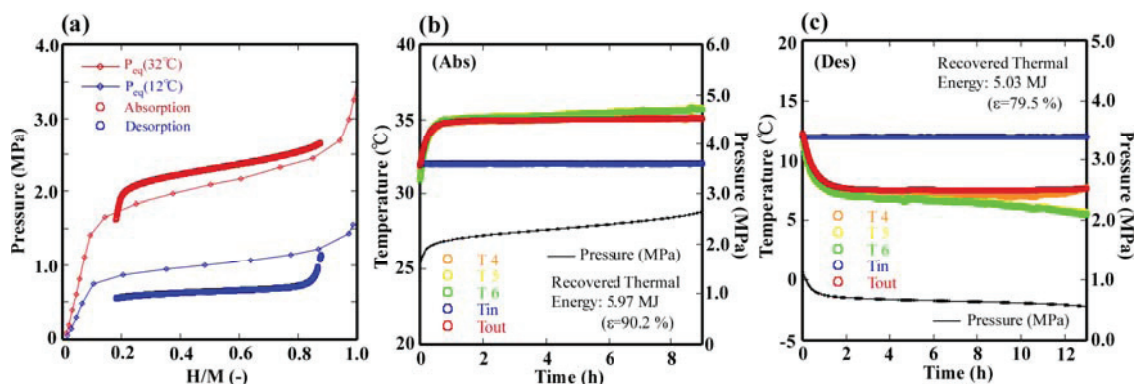 (a)
4.0
3.0
2.0
1.0
0.0
Pressure (MPa)
Peq(32℃)
Peq(12℃)
Absorption
Desorption
0.2 0.4 0.6 0.8 1.0
H/M (-)
(b)
(Abs)
40
35
30
25
20
Temperature (℃)
6.0
5.0
4.0
3.0
2.0
1.0
0
Pressure (MPa)
T 4
T 5
T 6
Tin
Tout
Pressure (MPa)
Recovered Thermal
Energy: 5.97 MJ
(ε=90.2 %)
0 2 4 6 8
Time (h)
(c)
(Des)
20
15
10
5
0
-5
Temperature (℃)
5.0
4.0
3.0
2.0
1.0
0.0
Pressure (MPa)
Recovered Thermal
Energy: 5.03 MJ
(ε=79.5 %)
T 4
T 5
T 6
Tin
Tout
Pressure (MPa)
0 2 4 6 8 10 12
Time (h)